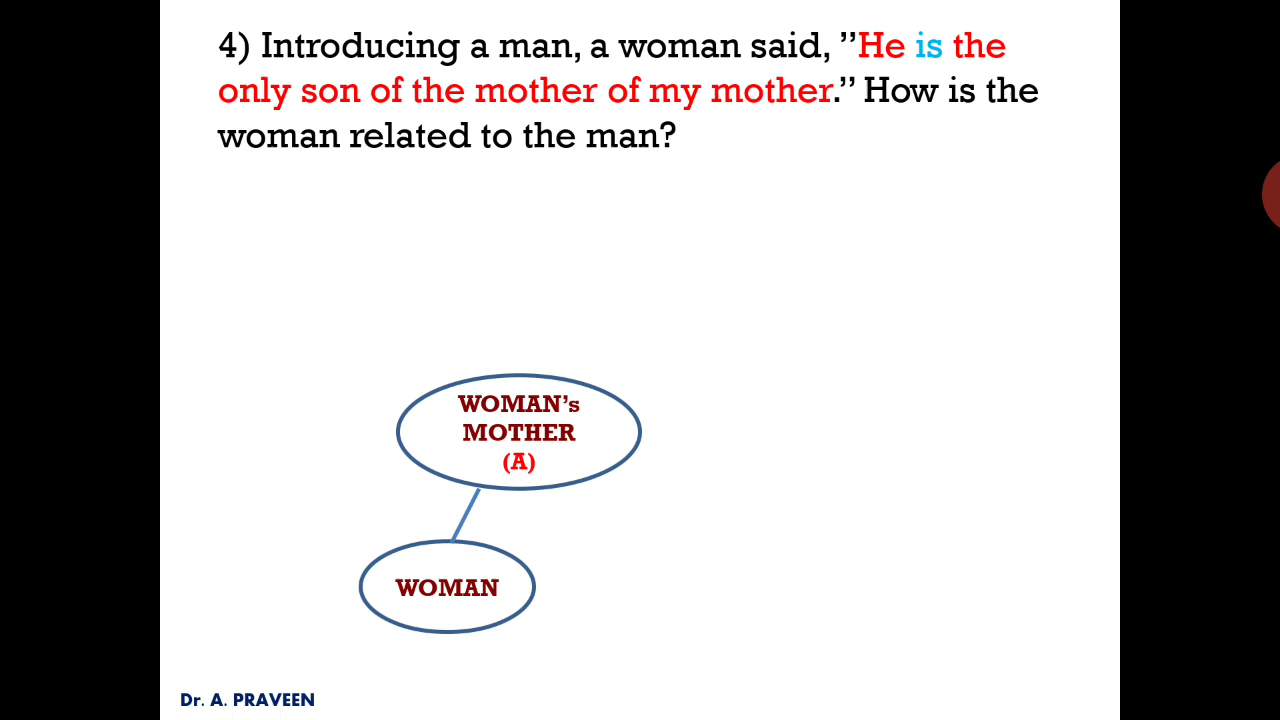 4) Introducing a man, a woman said, ”He is the
only son of the mother of my mother.” How is the
woman related to the man?
WOMAN’s
MOTHER
(A)
WOMAN
Dr. A. PRAVEEN